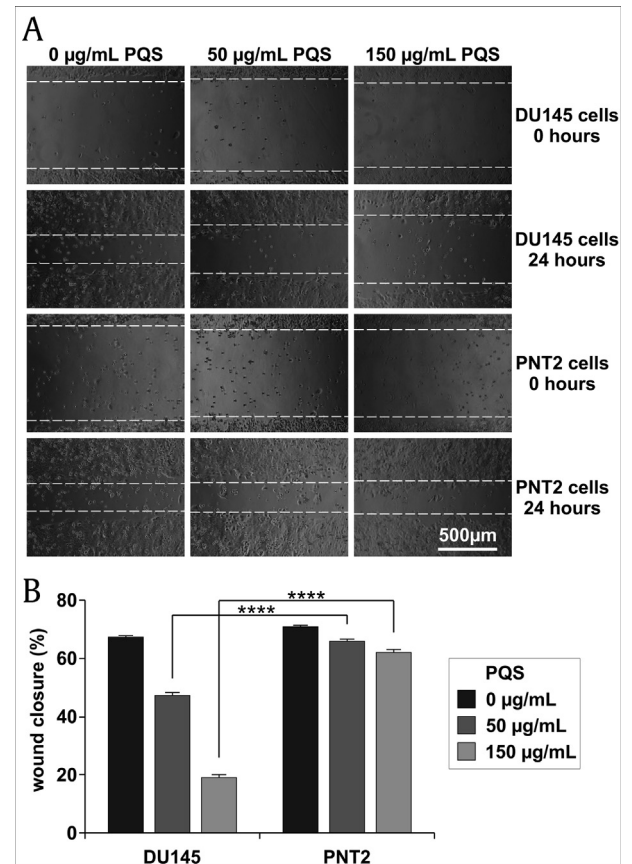 A
0 µg/mL PQS 50 µg/mL PQS 150 µg/mL PQS
DU145 cells
0 hours
DU145 cells
24 hours
PNT2 cells
0 hours
PNT2 cells
24 hours
500µm
B
80
60
40
20
0
wound closure (%)
****
****
DU145 PNT2
PQS
0 µg/mL
50 µg/mL
150 µg/mL